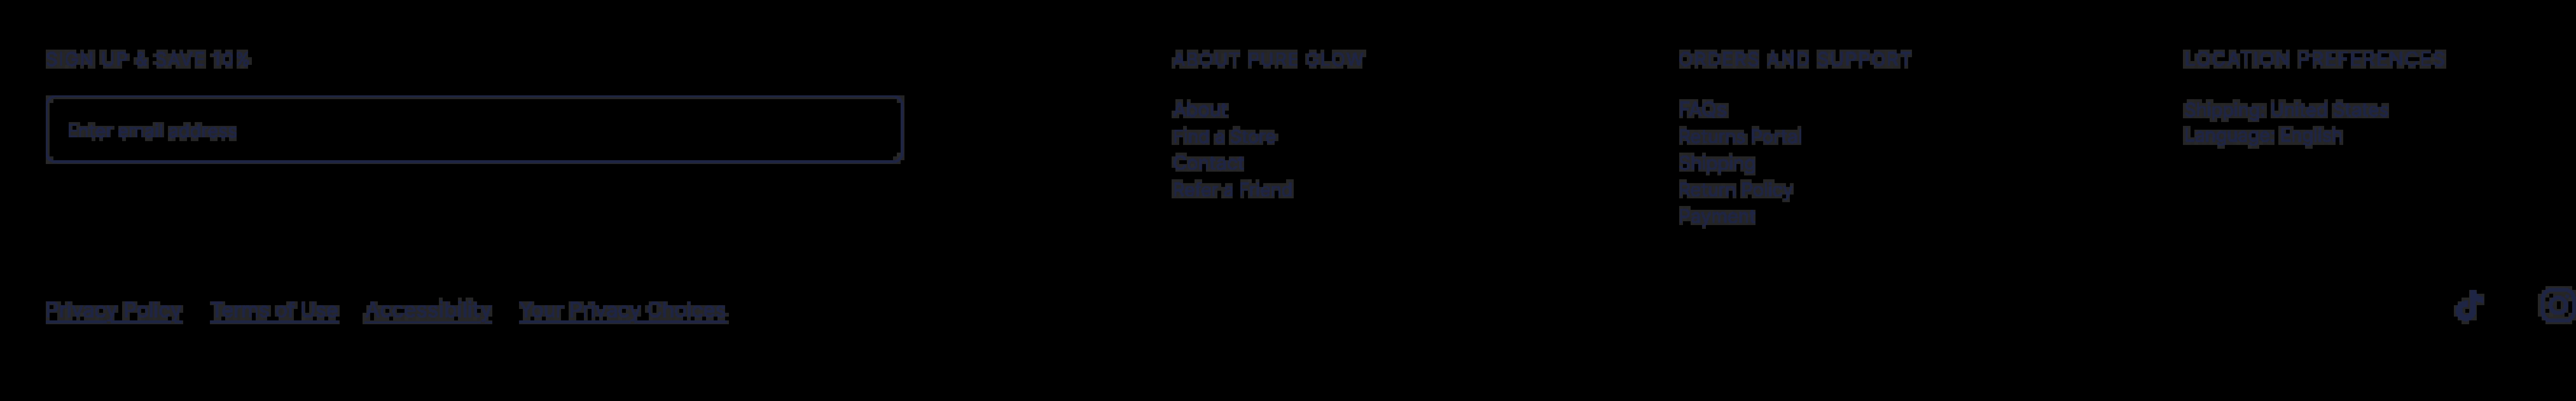 SIGN UP & SAVE 10%
Enter email address
ABOUT
About
Find a Store
Careers
Refer a Friend
ORDERS AND SUPPORT
FAQs
Returns Portal
Shipping
Return Policy
Payment
LOCATION PREFERENCES
Shipping: United States
Language: English
Privacy Policy
Terms of Use
Accessibility
Your Privacy Choices